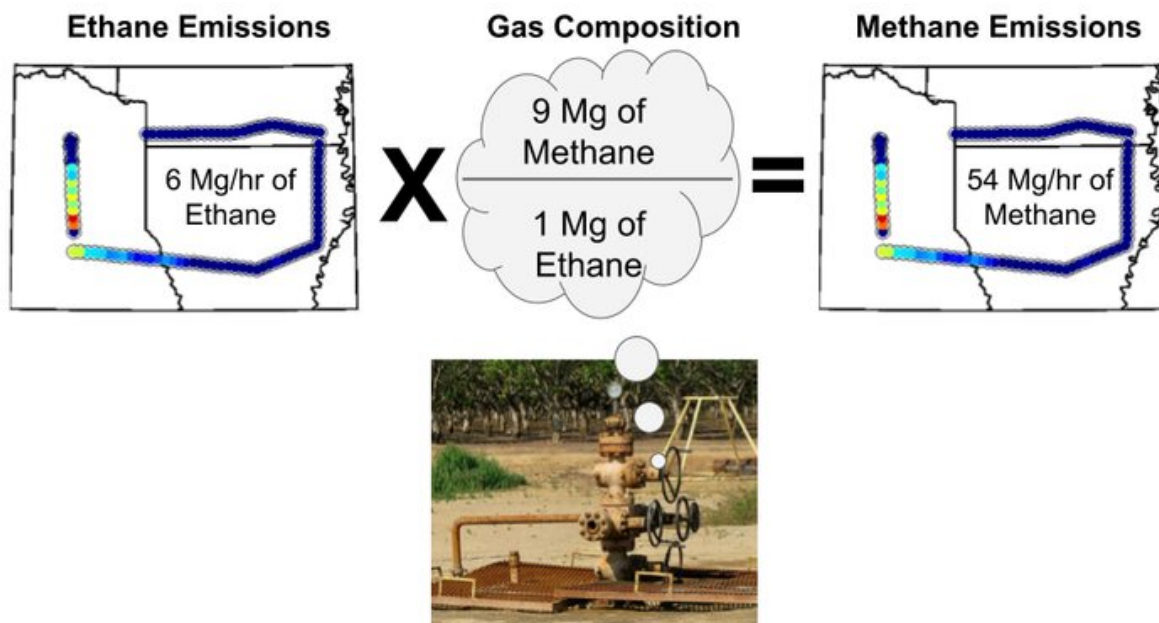 Ethane Emissions
Gas Composition
Methane Emissions
6 Mg/hr of
Ethane
X
9 Mg of
Methane
1 Mg of
Ethane
=
54 Mg/hr of
Methane